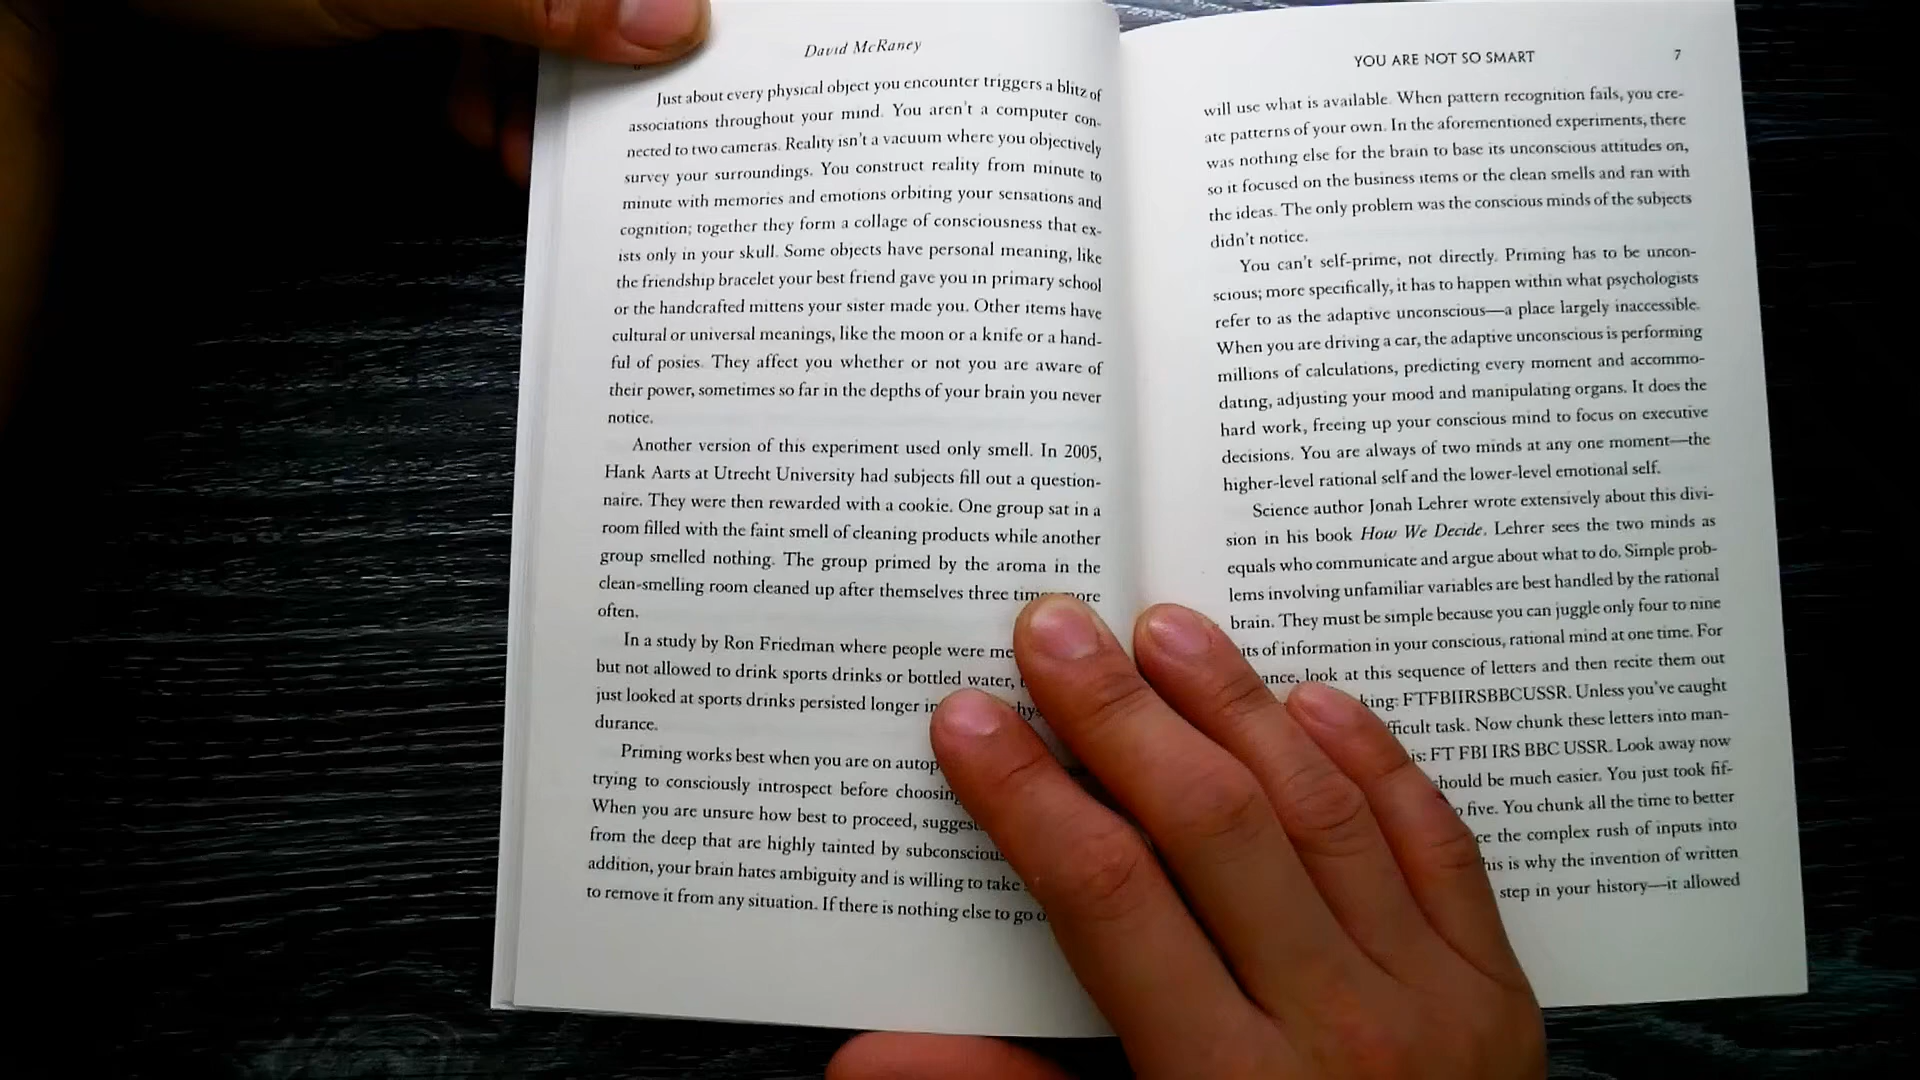 David McRaney
Just about every physical object you encounter triggers a blitz of
associations throughout your mind. You aren't a computer con-
nected to two cameras. Reality isn't a vacuum where you objectively
survey your surroundings. You construct reality from minute to
minute with memories and emotions orbiting your sensations and
cognition; together they form a collage of consciousness that ex-
ists only in your skull. Some objects have personal meaning, like
the friendship bracelet your best friend gave you in primary school
or the handcrafted mittens your sister made you. Other items have
cultural or universal meanings, like the moon or a knife or a hand-
ful of posies. They affect you whether or not you are aware of
their power, sometimes so far in the depths of your brain you never
notice.
Another version of this experiment used only smell. In 2005,
Hank Aarts at Utrecht University had subjects fill out a question-
naire. They were then rewarded with a cookie. One group sat in a
room filled with the faint smell of cleaning products while another
group smelled nothing. The group primed by the aroma in the
clean-smelling room cleaned up after themselves three
often.
In a study by Ron Friedman where people were
but not allowed to drink sports drinks or bottled water,
just looked at sports drinks persisted longer
durance.
Priming works best when you are on
trying to consciously introspect before
When you are unsure how best to proceed,
from the deep that are highly tainted by
addition, your brain hates ambiguity and is willing to take
to remove it from any situation. If there is nothing else to go
YOU ARE NOT SO SMART 7
will use what is available. When pattern recognition fails, you cre-
ate patterns of your own. In the aforementioned experiments, there
was nothing else for the brain to base its unconscious attitudes on,
so it focused on the business items or the clean smells and ran with
the ideas. The only problem was the conscious minds of the subjects
didn't notice.
You can't self-prime, not directly. Priming has to be uncon-
scious; more specifically, it has to happen within what psychologists
refer to as the adaptive unconscious—a place largely inaccessible.
When you are driving a car, the adaptive unconscious is performing
millions of calculations, predicting every moment and accommo-
dating, adjusting your mood and manipulating organs. It does the
hard work, freeing up your conscious mind to focus on executive
decisions. You are always of two minds at any one moment—the
higher-level rational self and the lower-level emotional self.
Science author Jonah Lehrer wrote extensively about this divi-
sion in his book How We Decide. Lehrer sees the two minds as
equals who communicate and argue about what to do. Simple prob-
lems involving unfamiliar variables are best handled by the rational
brain. They must be simple because you can juggle only four to nine
of information in your conscious, rational mind at one time. For
look at this sequence of letters and then recite them out
FTFBIIRSBBCUSSR. Unless you've caught
task. Now chunk these letters into man-
FT FBI IRS BBC USSR. Look away now
should be much easier. You just took fif-
five. You chunk all the time to better
the complex rush of inputs into
is why the invention of written
step in your history—it allowed